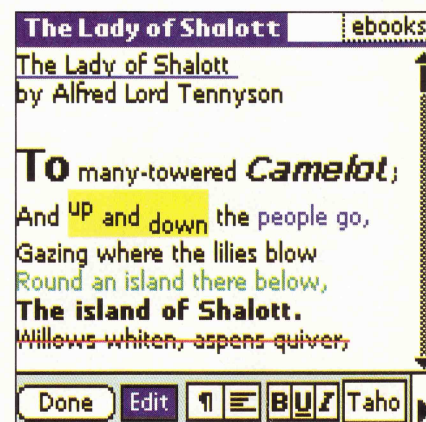 The Lady of Shalott ebooks
The Lady of Shalott
by Alfred Lord Tennyson
To many-towered Camelot;
And up and down the people go,
Gazing where the lilies blow
Round an island there below,
The island of Shalott.
Willows whiten, aspens quiver,
Done Edit ¶ B U I Taho